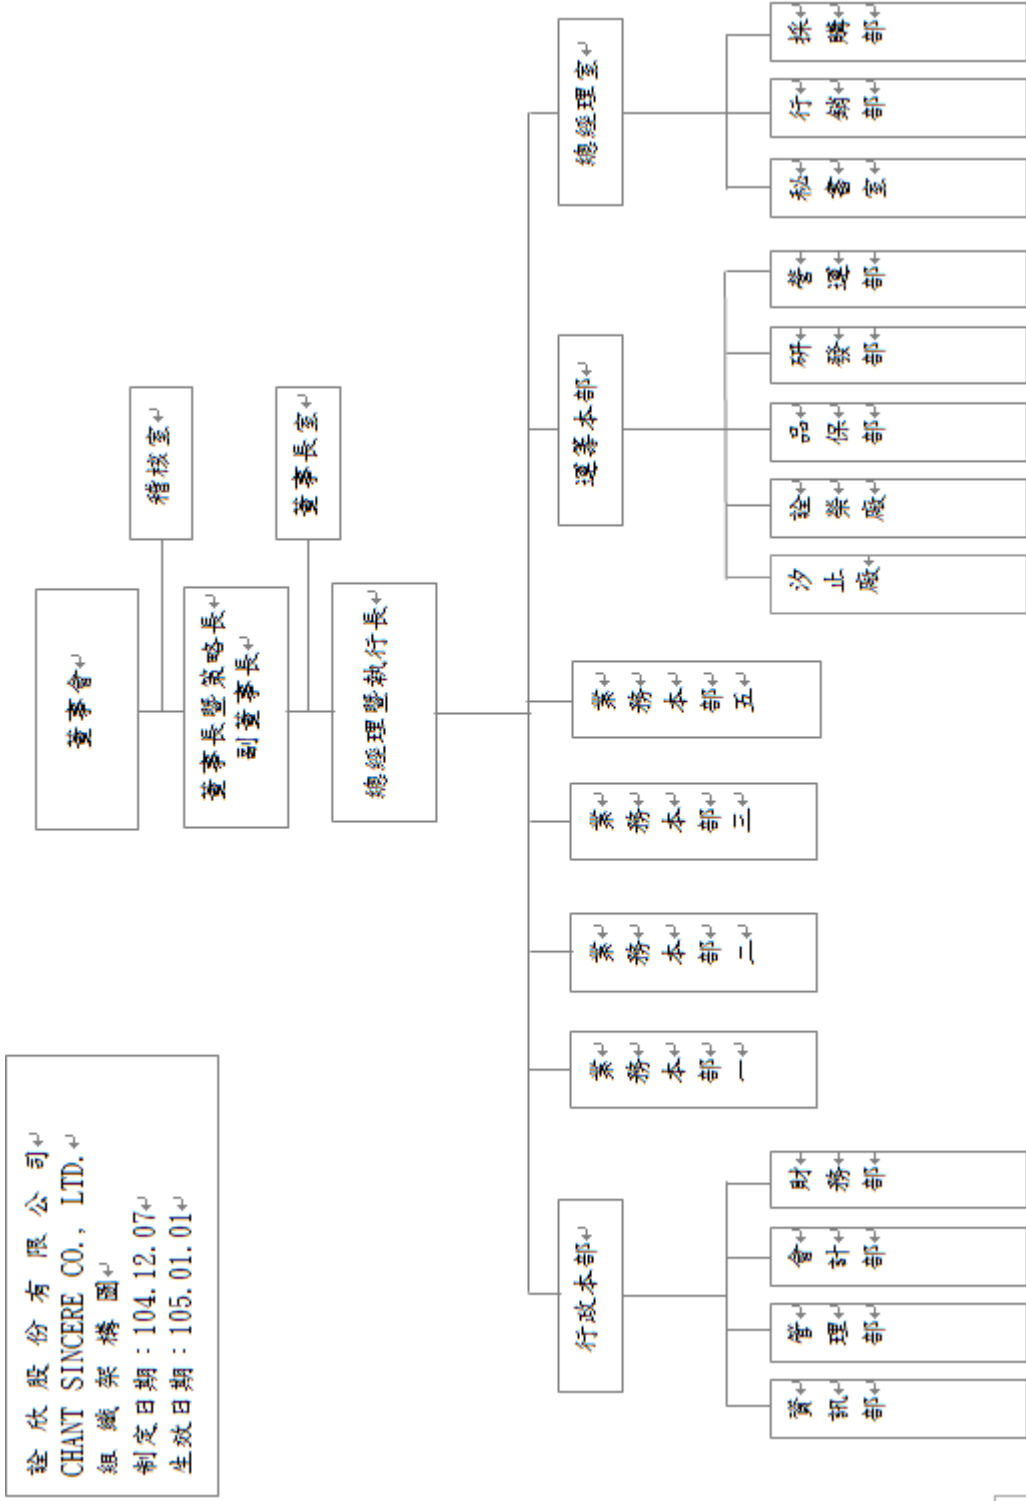 詮欣股份有限公司
CHANT SINCERE CO., LTD.
組織架構圖
制定日期：104.12.07
生效日期：105.01.01
董事會
稽核室
董事長暨策略長
副董事長
董事長室
總經理暨執行長
行政本部
業務本部一
業務本部二
業務本部三
業務本部五
運籌本部
總經理室
資訊部
管理部
會計部
財務部
汐止廠
詮榮廠
品保部
研發部
營運部
秘書室
行銷部
採購部